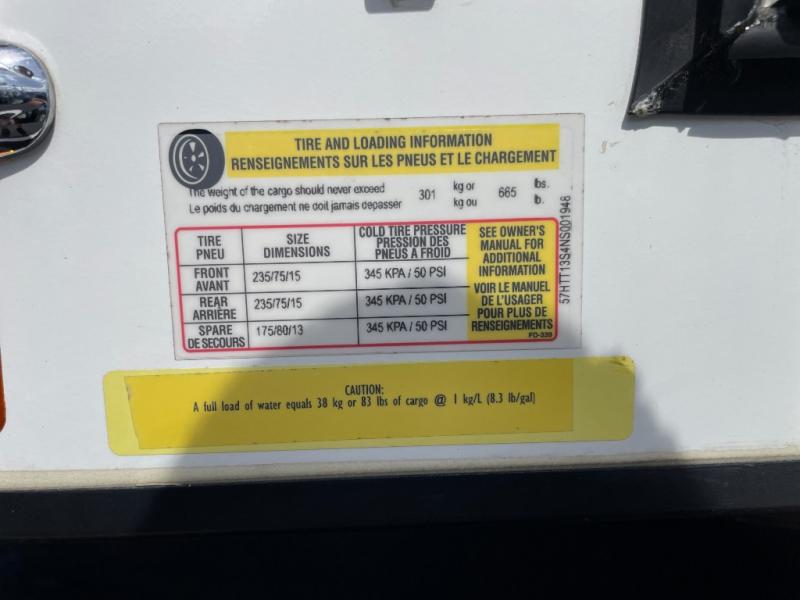 TIRE AND LOADING INFORMATION
RENSEIGNEMENTS SUR LES PNEUS ET LE CHARGEMENT
The weight of the cargo should never exceed 301 kg or 665 lbs.
Le poids du chargement ne doit jamais depasser kg ou lb.
TIRE PNEU
SIZE DIMENSIONS
COLD TIRE PRESSURE
PRESSION DES
PNEUS A FROID
FRONT AVANT 235/75/15 345 KPA / 50 PSI
REAR ARRIÈRE 235/75/15 345 KPA / 50 PSI
SPARE DE SECOURS 175/80/13 345 KPA / 50 PSI
SEE OWNER'S
MANUAL FOR
ADDITIONAL
INFORMATION
VOIR LE MANUEL
DE L'USAGER
POUR PLUS DE
RENSEIGNEMENTS
FD-339
57HTT13S4NS001948
CAUTION:
A full load of water equals 38 kg or 83 lbs of cargo @ 1 kg/L (8.3 lb/gal)